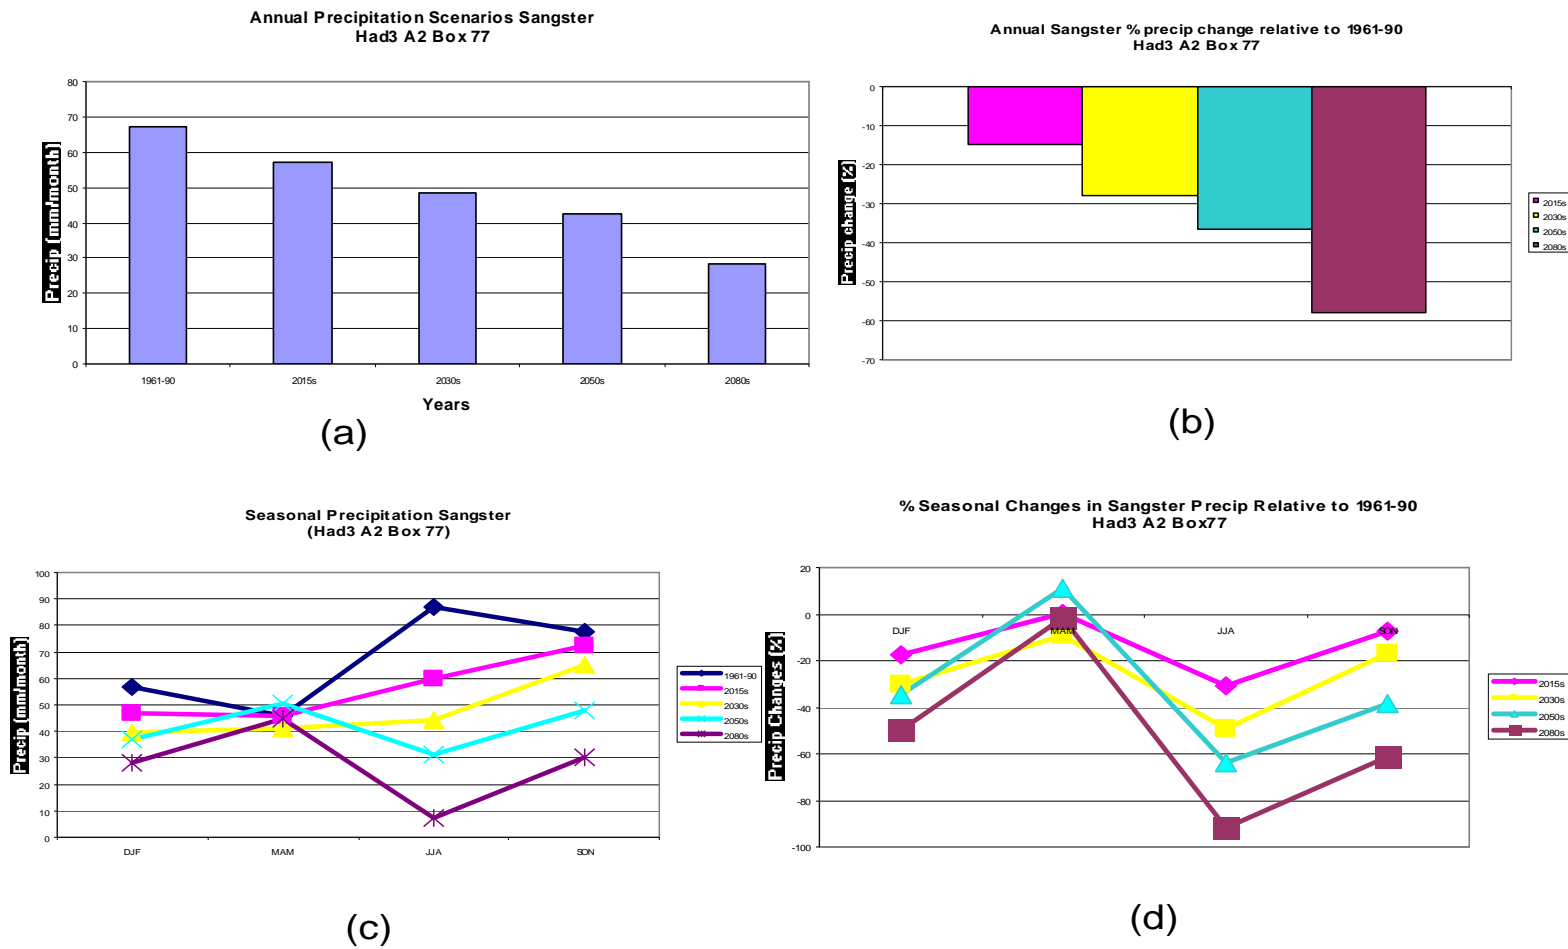 Annual Precipitation Scenarios Sangster
Had3 A2 Box 77
Precip (mm/month)
80
70
60
50
40
30
20
10
0
1961-90 2015s 2030s 2050s 2080s
Years
(a)
Annual Sangster % precip change relative to 1961-90
Had3 A2 Box 77
Precip change (%)
0
-10
-20
-30
-40
-50
-60
-70
2015s
2030s
2050s
2080s
(b)
Seasonal Precipitation Sangster
(Had3 A2 Box 77)
Precip (mm/month)
100
90
80
70
60
50
40
30
20
10
0
DJF MAM JJA SON
1961-90
2015s
2030s
2050s
2080s
(c)
% Seasonal Changes in Sangster Precip Relative to 1961-90
Had3 A2 Box77
Precip Changes (%)
20
0
-20
-40
-60
-80
-100
DJF MAM JJA SON
2015s
2030s
2050s
2080s
(d)